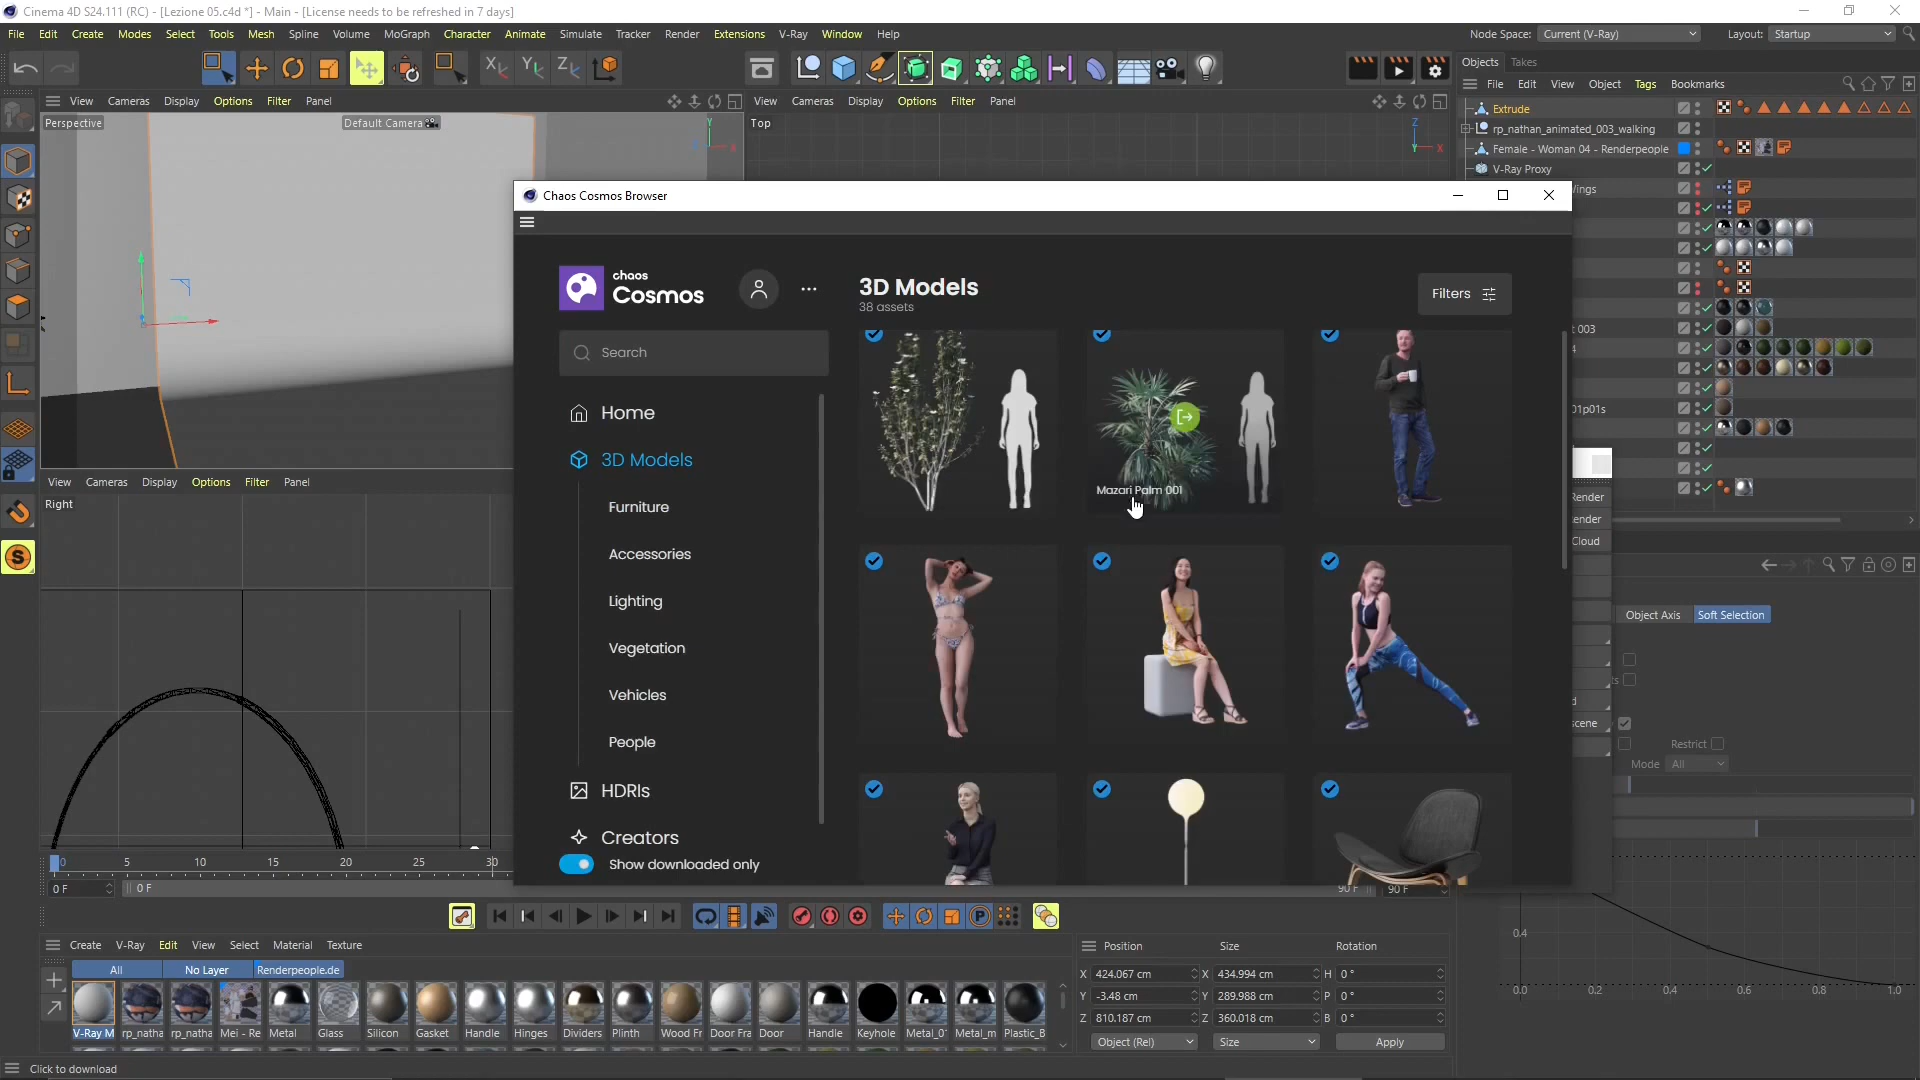 Cinema 4D S24.111 (RC) - [Lezione 05.c4d *] - Main - [License needs to be refreshed in 7 days]
File Edit Create Modes Select Tools Mesh Spline Volume MoGraph Character Animate Simulate Tracker Render Extensions V-Ray Window Help
Node Space: Current (V-Ray) Layout: Startup
Objects Takes
File Edit View Object Tags Bookmarks
View Cameras Display Options Filter Panel
View Cameras Display Options Filter Panel
Perspective
Default Camera
Top
Extrude
rp_nathan_animated_003_walking
Female - Woman 04 - Renderpeople
V-Ray Proxy
Chaos Cosmos Browser
chaos
Cosmos
3D Models
38 assets
Filters
Search
Home
3D Models
Furniture
Accessories
Lighting
Vegetation
Vehicles
People
HDRIs
Creators
Show downloaded only
Mazari Palm 001
Object Axis Soft Selection
Restrict
Mode All
View Cameras Display Options Filter Panel
Right
0 5 10 15 20 25 30
0 F 0 F 90 F 90 F
Create V-Ray Edit View Select Material Texture
All No Layer Renderpeople.de
V-Ray M rp_natha rp_natha Mei - Re Metal Glass Silicon Gasket Handle Hinges Dividers Plinth Wood Fr Door Fra Door Handle Keyhole Metal_0 Metal_m Plastic_B
Position Size Rotation
X 424.067 cm X 434.994 cm H 0°
Y -3.48 cm Y 289.988 cm P 0°
Z 810.187 cm Z 360.018 cm B 0°
Object (Rel) Size Apply
0.4
0.0 0.2 0.4 0.6 0.8 1.0
Click to download